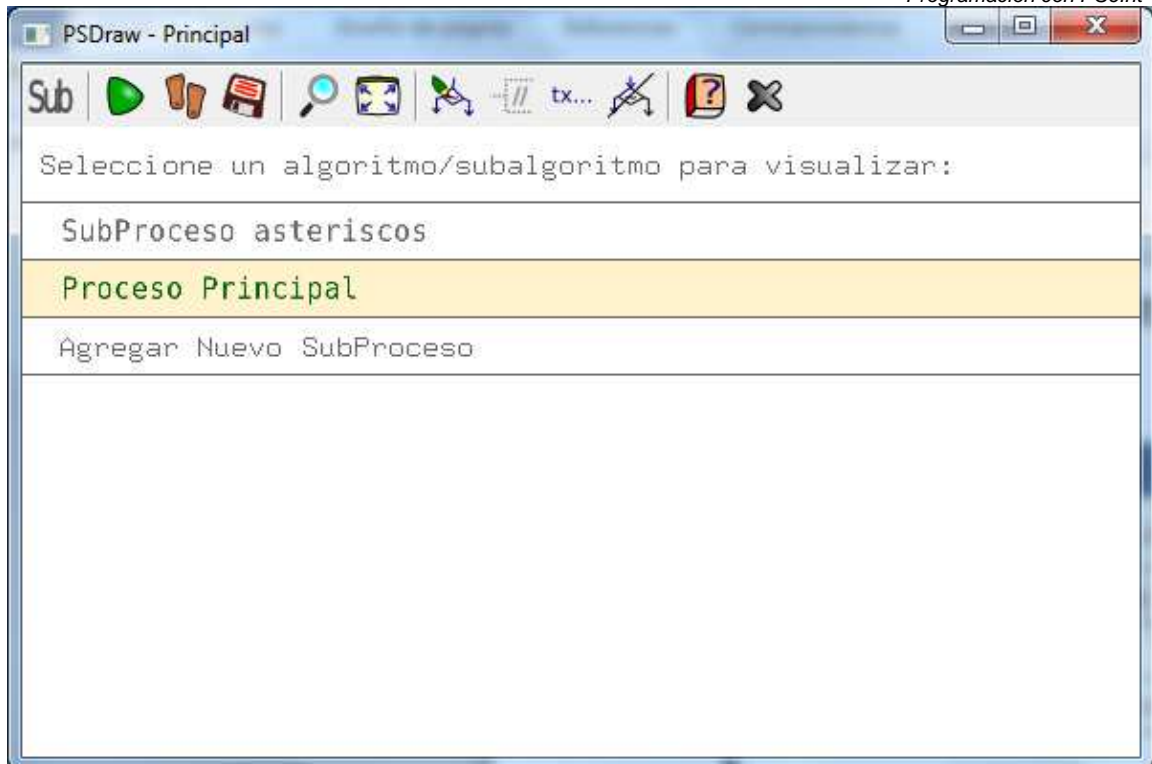 PSDraw - Principal
Sub
tx...
Seleccione un algoritmo/subalgoritmo para visualizar:
SubProceso asteriscos
Proceso Principal
Agregar Nuevo SubProceso